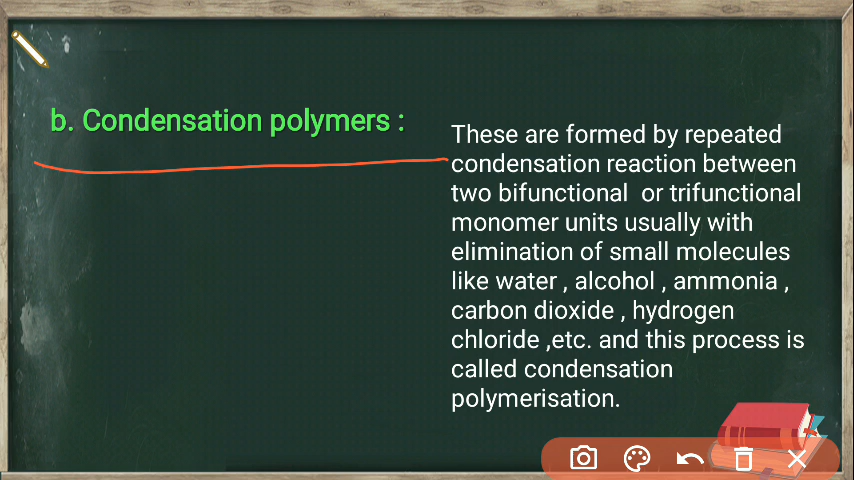 b. Condensation polymers :
These are formed by repeated
condensation reaction between
two bifunctional  or trifunctional
monomer units usually with
elimination of small molecules
like water , alcohol , ammonia ,
carbon dioxide , hydrogen
chloride ,etc. and this process is
called condensation
polymerisation.